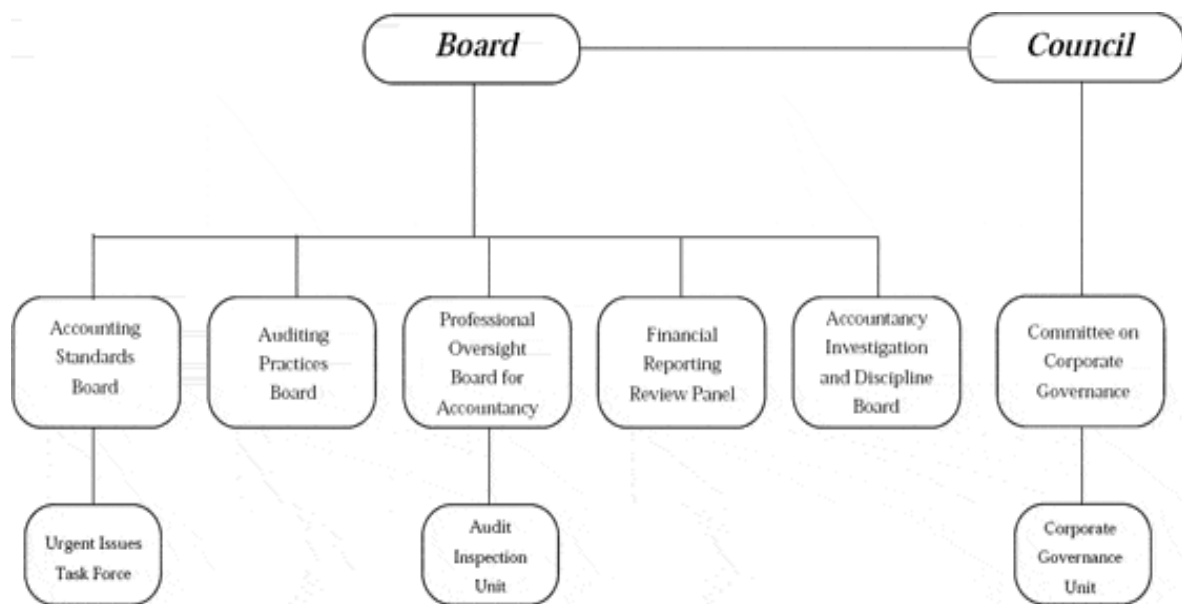 Board
Council
Accounting
Standards
Board
Auditing
Practices
Board
Professional
Oversight
Board for
Accountancy
Financial
Reporting
Review Panel
Accountancy
Investigation
and Discipline
Board
Committee on
Corporate
Governance
Urgent Issues
Task Force
Audit
Inspection
Unit
Corporate
Governance
Unit